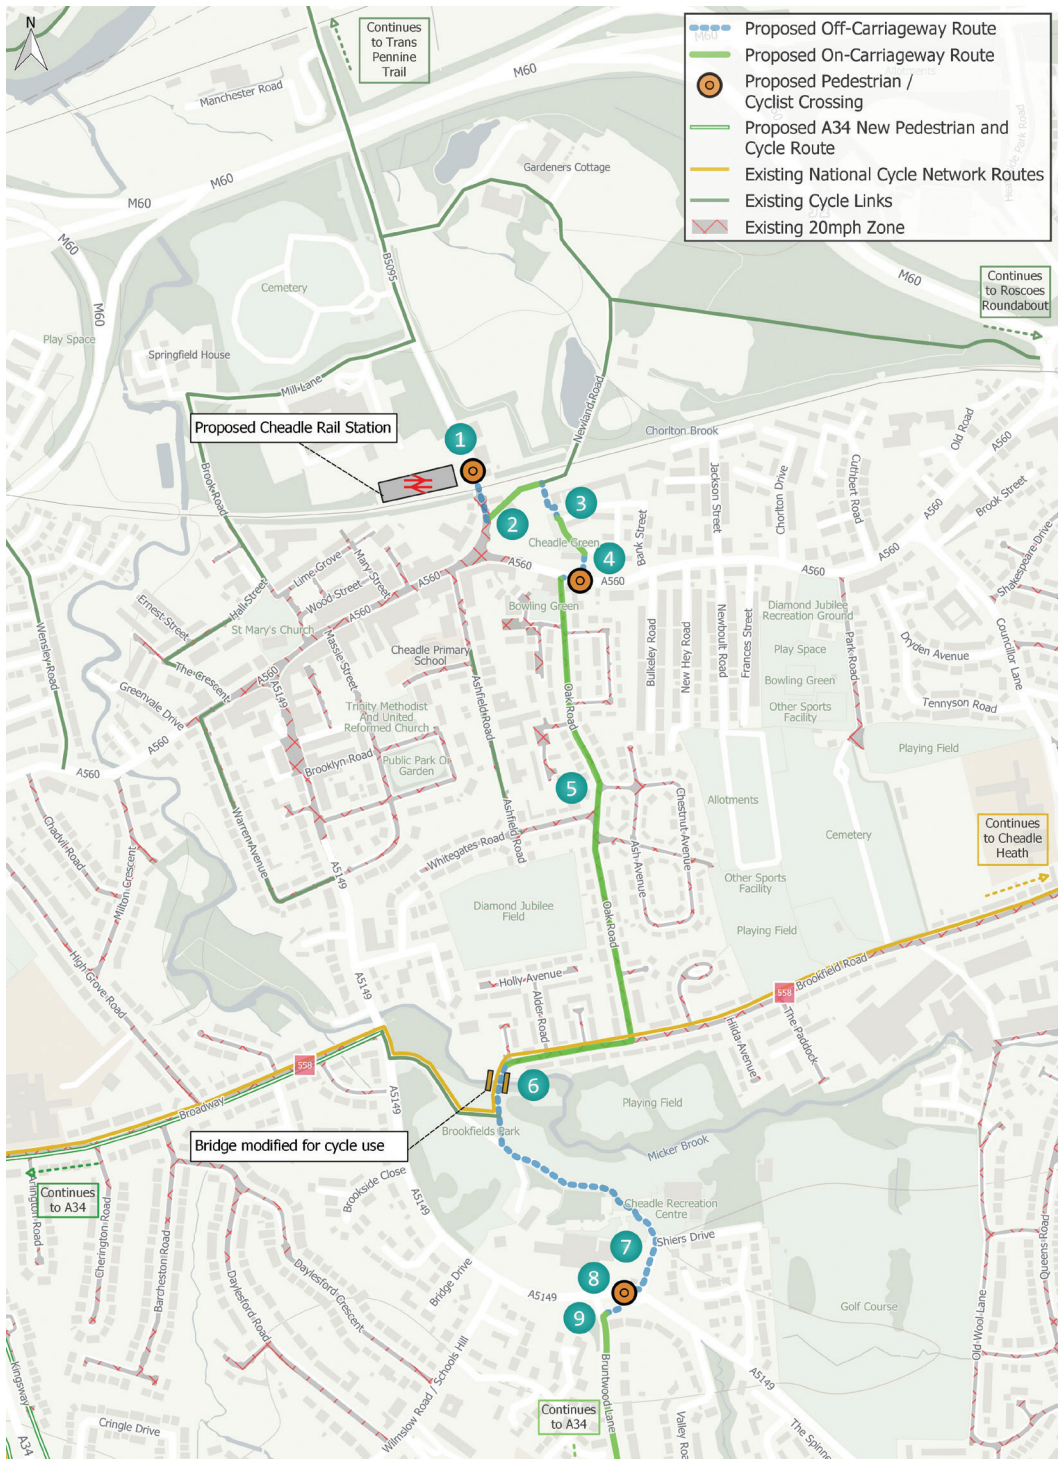 N
Continues
to Trans
Pennine
Trail
Proposed Off-Carriageway Route
Proposed On-Carriageway Route
Proposed Pedestrian /
Cyclist Crossing
Proposed A34 New Pedestrian and
Cycle Route
Existing National Cycle Network Routes
Existing Cycle Links
Existing 20mph Zone
Manchester Road
M60
M60
M60
M60
M60
M60
Gardeners Cottage
B5095
Cemetery
Continues
to Roscoes
Roundabout
Play Space
Springfield House
Mill Lane
Newland Road
Proposed Cheadle Rail Station
1
Chorlton Brook
Old Road
A560
Brook Road
Jackson Street
Chorlton Drive
Cuthbert Road
Brook Street
A560
2
3
Bank Street
Cheadle Green
4
A560
A560
A560
A560
Shakespeare Drive
Lime Grove
Mary Street
A560
Wood Street
Hall Street
A560
Ernest Street
St Mary's Church
Bowling Green
Diamond Jubilee
Recreation Ground
Wensley Road
The Crescent
Massie Street
Cheadle Primary
School
Bulkeley Road
New Hey Road
Newboult Road
Frances Street
Play Space
Park Road
Dryden Avenue
Councillor Lane
Greenvale Drive
A560
A5149
Ashfield Road
Oak Road
Bowling Green
Other Sports
Facility
Tennyson Road
Trinity Methodist
And United
Reformed Church
A560
Playing Field
A560
Brooklyn Road
Public Park Or
Garden
5
Allotments
Chadvil Road
Warren Avenue
Ashfield Road
Chestnut Avenue
Cemetery
Continues
to Cheadle
Heath
Whitegates Road
Ash Avenue
A5149
Milton Crescent
Other Sports
Facility
Diamond Jubilee
Field
Oak Road
Playing Field
High Grove Road
A5149
Holly Avenue
Alder Road
Brookfield Road
558
Hilda Avenue
The Paddock
558
6
Broadway
A5149
Playing Field
Brookfields Park
Bridge modified for cycle use
Micker Brook
Continues
to A34
Arlington Road
Brookside Close
A5149
Cheadle Recreation
Centre
Cherington Road
Barcheston Road
7
Shiers Drive
Queens Road
Daylesford Road
Daylesford Crescent
Bridge Drive
8
A5149
9
Golf Course
Old Wool Lane
Kingsway
Wilmslow Road / Schools Hill
Bruntwood Lane
A5149
Continues
to A34
Cringle Drive
Valley Road
The Spinne
A34